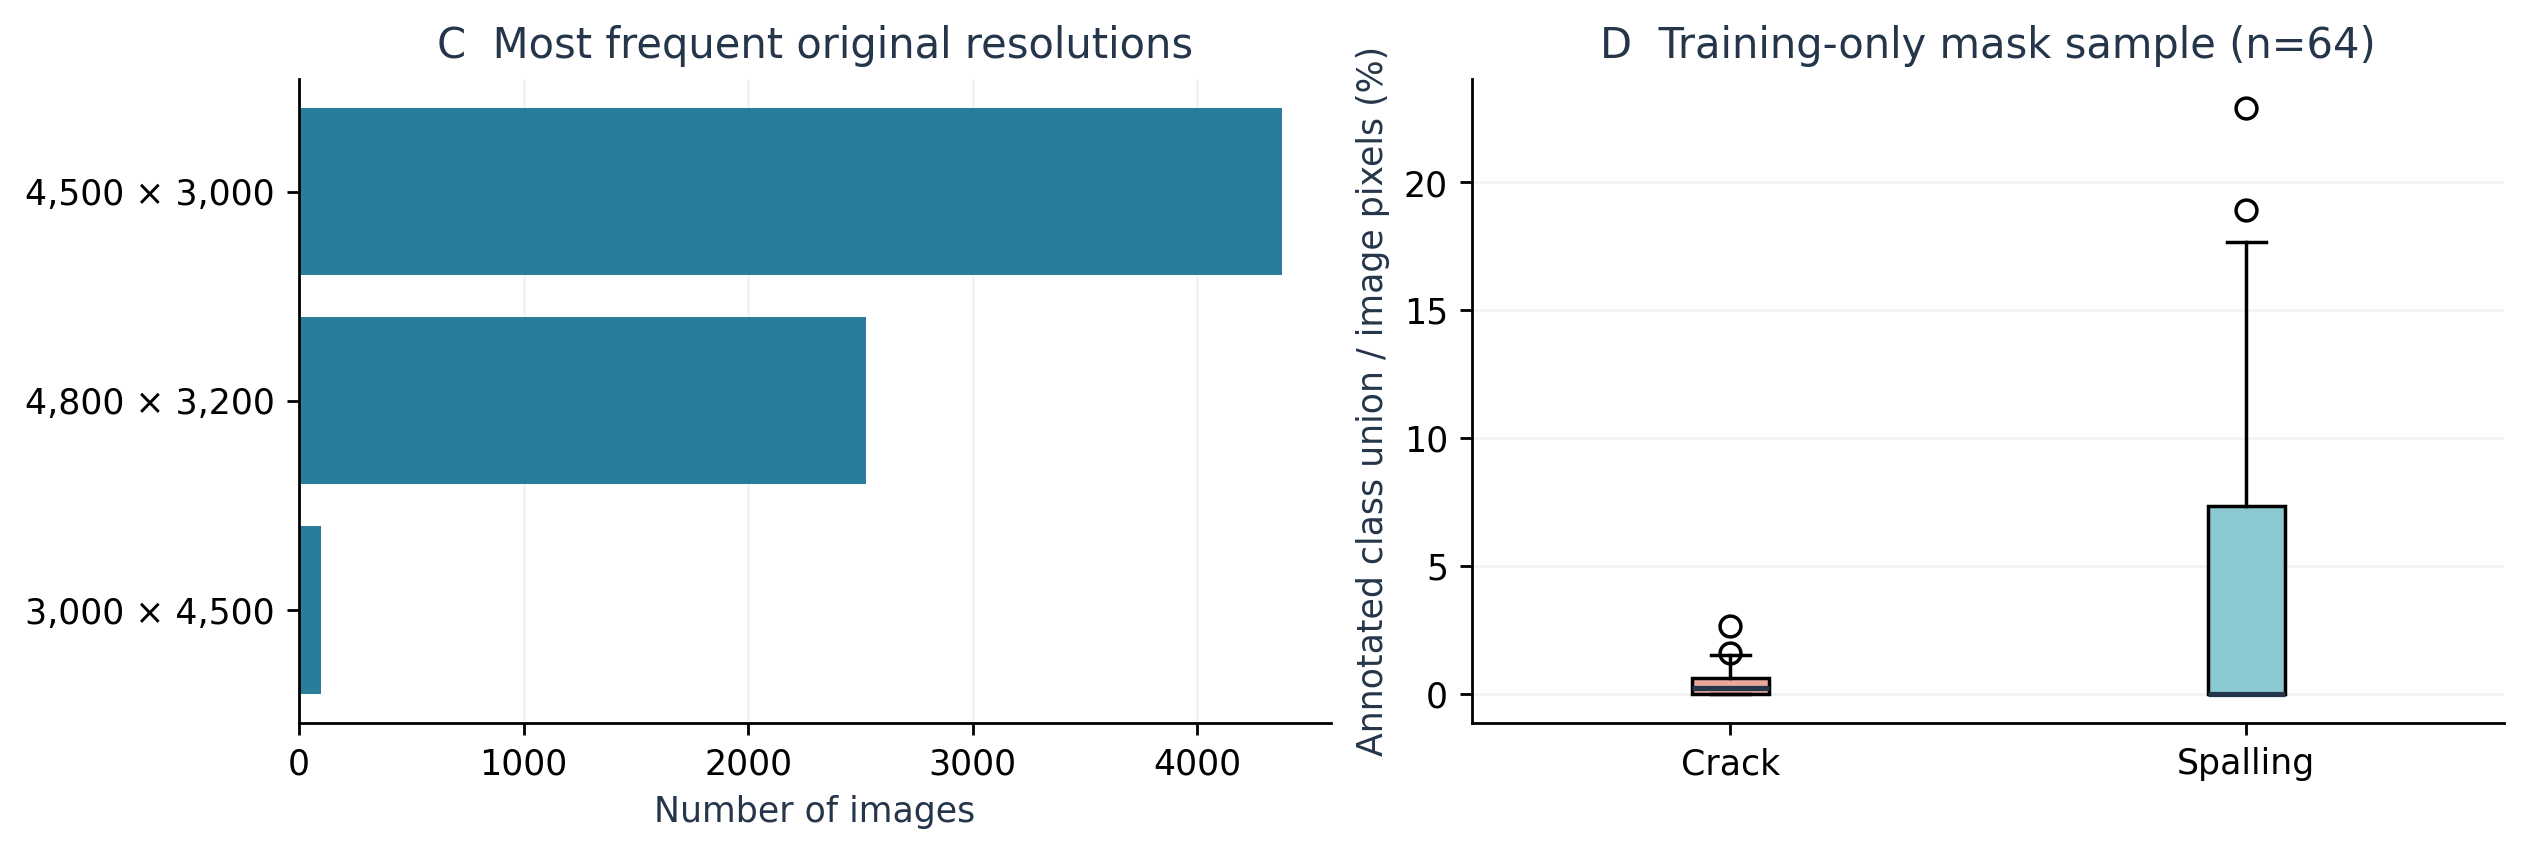 C  Most frequent original resolutions
4,500 × 3,000
4,800 × 3,200
3,000 × 4,500
0 1000 2000 3000 4000
Number of images
D  Training-only mask sample (n=64)
Annotated class union / image pixels (%)
20
15
10
5
0
Crack Spalling